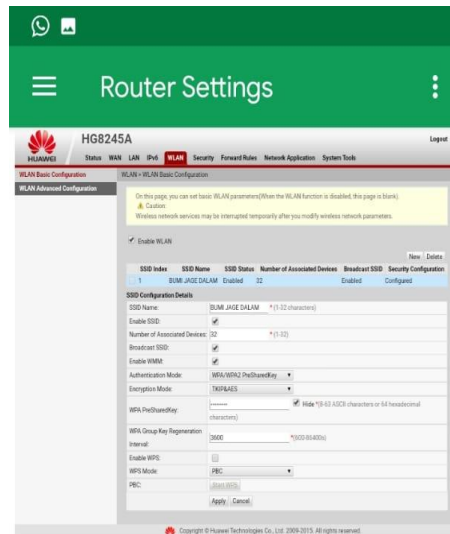 Router Settings
HUAWEI
HG8245A
Logout
Status WAN LAN IPv6 WLAN Security Forward Rules Network Application System Tools
WLAN Basic Configuration
WLAN Advanced Configuration
WLAN > WLAN Basic Configuration
On this page, you can set basic WLAN parameters(When the WLAN function is disabled, this page is blank).
Caution:
Wireless network services may be interrupted temporarily after you modify wireless network parameters.
Enable WLAN
New Delete
SSID Index SSID Name SSID Status Number of Associated Devices Broadcast SSID Security Configuration
1 BUMI JAGE DALAM Enabled 32 Enabled Configured
SSID Configuration Details
SSID Name: BUMI JAGE DALAM * (1-32 characters)
Enable SSID:
Number of Associated Devices: 32 * (1-32)
Broadcast SSID:
Enable WMM:
Authentication Mode: WPA/WPA2 PreSharedKey
Encryption Mode: TKIP&AES
WPA PreSharedKey: Hide *(8-63 ASCII characters or 64 hexadecimal
characters)
WPA Group Key Regeneration
Interval: 3600 *(600-86400s)
Enable WPS:
WPS Mode: PBC
PBC: Start WPS
Apply Cancel
Copyright © Huawei Technologies Co., Ltd. 2009-2015. All rights reserved.